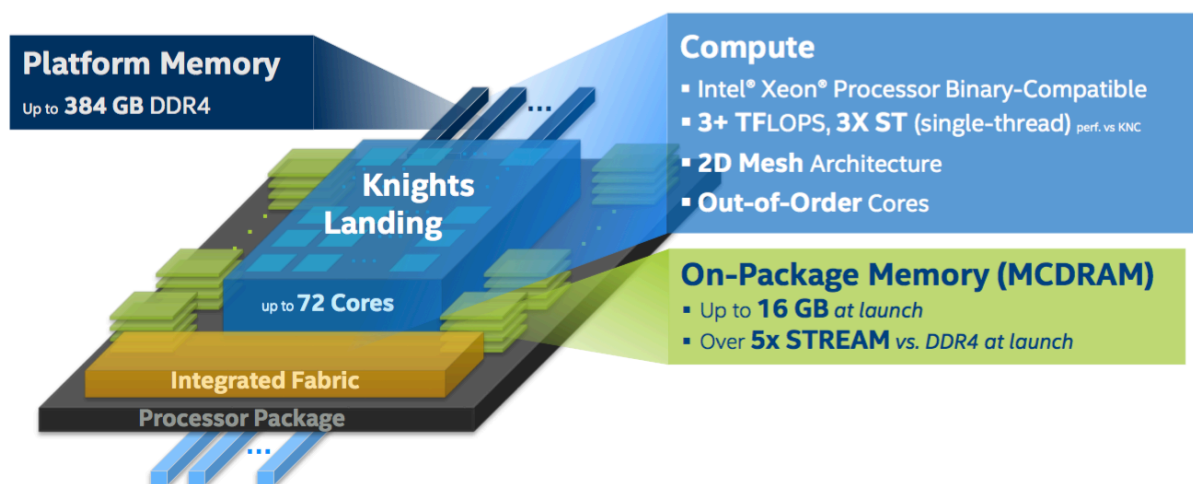 Platform Memory
Up to 384 GB DDR4
Compute
▪ Intel® Xeon® Processor Binary-Compatible
▪ 3+ TFLOPS, 3X ST (single-thread) perf. vs KNC
▪ 2D Mesh Architecture
▪ Out-of-Order Cores
On-Package Memory (MCDRAM)
▪ Up to 16 GB at launch
▪ Over 5x STREAM vs. DDR4 at launch
...
Knights
Landing
up to 72 Cores
Integrated Fabric
Processor Package
...